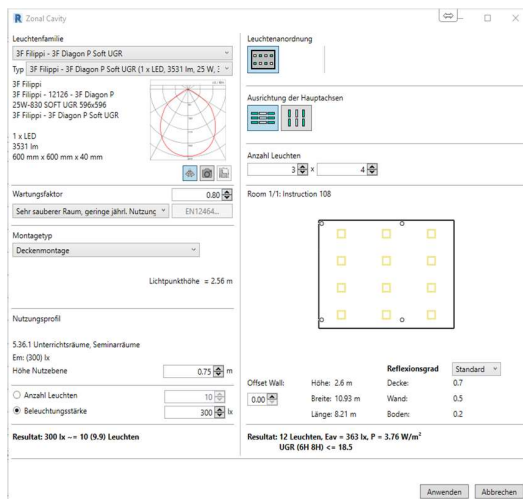 Zonal Cavity
Leuchtenfamilie
3F Filippi - 3F Diagon P Soft UGR
Typ 3F Filippi - 3F Diagon P Soft UGR (1 x LED, 3531 lm, 25 W,
3F Filippi
3F Filippi - 12126 - 3F Diagon P
25W-830 SOFT UGR 596x596
3F Filippi - 3F Diagon P Soft UGR
1 x LED
3531 lm
600 mm x 600 mm x 40 mm
Wartungsfaktor
0.80
Sehr sauberer Raum, geringe jährl. Nutzung
EN12464...
Montagetyp
Deckenmontage
Lichtpunkthöhe = 2.56 m
Nutzungsprofil
5.36.1 Unterrichtsräume, Seminarräume
Em: (300) lx
Höhe Nutzebene
0.75 m
Anzahl Leuchten
10
Beleuchtungsstärke
300 lx
Resultat: 300 lx ~= 10 (9.9) Leuchten
Leuchtenanordnung
Ausrichtung der Hauptachsen
Anzahl Leuchten
3 x 4
Room 1/1: Instruction 108
Reflexionsgrad Standard
Offset Wall: Höhe: 2.6 m Decke: 0.7
0.00 Breite: 10.93 m Wand: 0.5
Länge: 8.21 m Boden: 0.2
Resultat: 12 Leuchten, Eav = 363 lx, P = 3.76 W/m²
UGR (6H 8H) <= 18.5
Anwenden Abbrechen